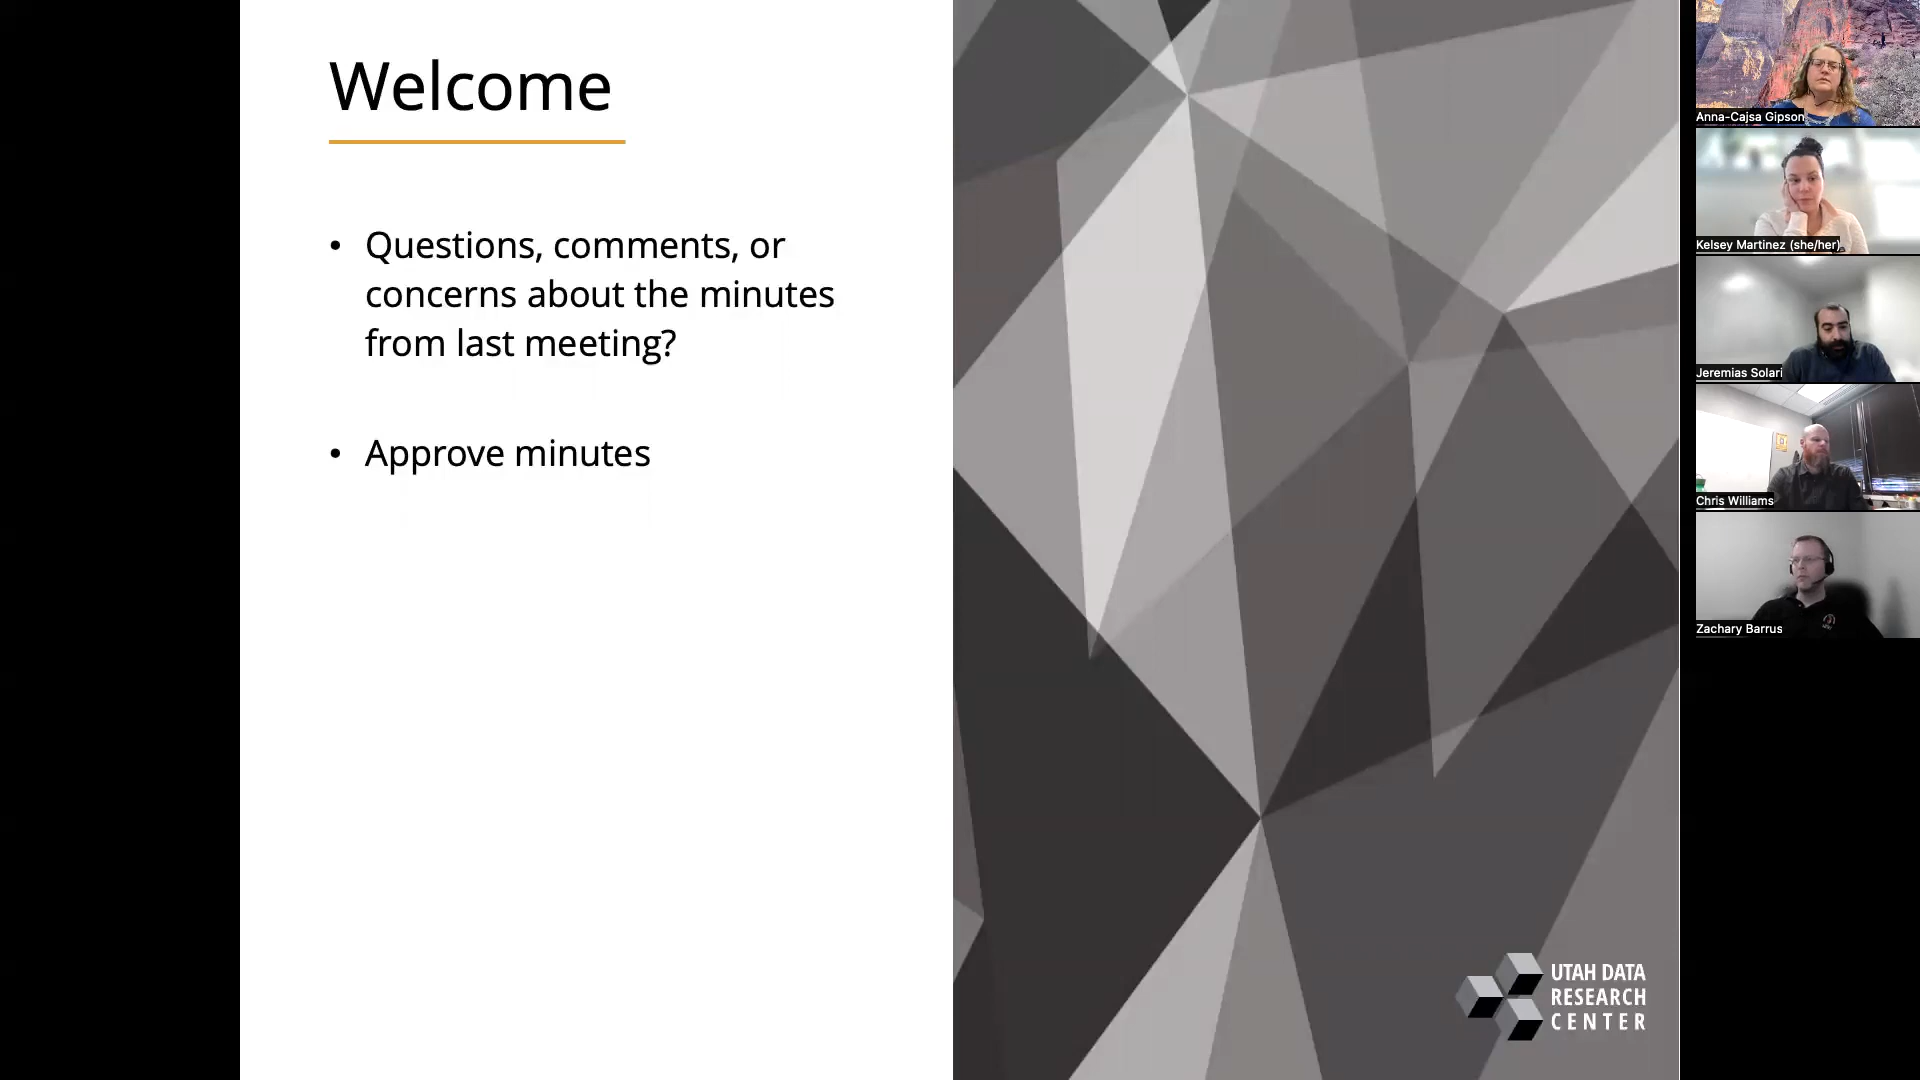 Welcome
• Questions, comments, or
concerns about the minutes
from last meeting?
• Approve minutes
UTAH DATA
RESEARCH
CENTER
Anna-Cajsa Gipson
Kelsey Martinez (she/her)
Jeremias Solari
Chris Williams
Zachary Barrus